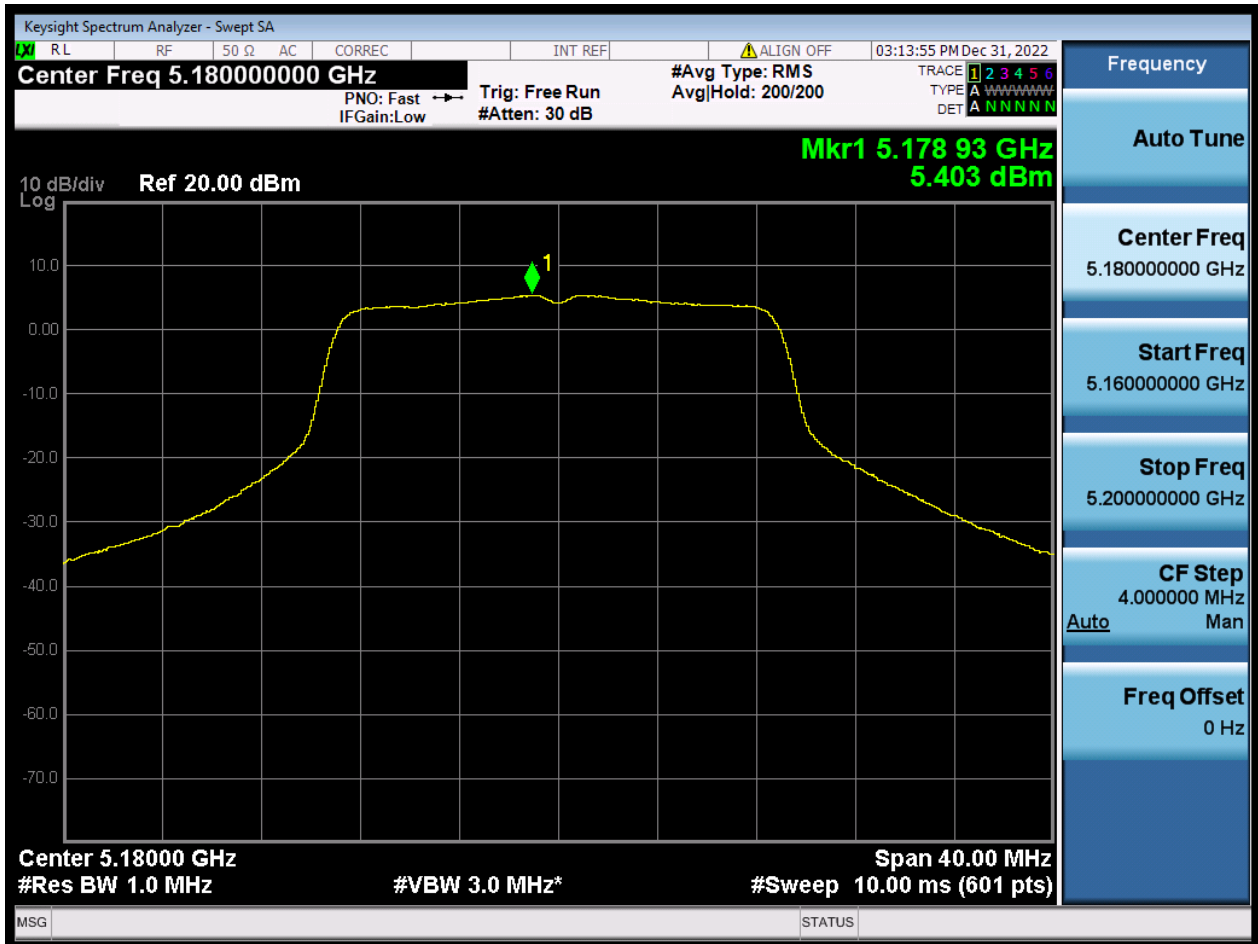 Keysight Spectrum Analyzer - Swept SA
LXI RL RF 50 Ω AC CORREC INT REF ALIGN OFF 03:13:55 PM Dec 31, 2022
Center Freq 5.180000000 GHz
PNO: Fast
IFGain:Low
Trig: Free Run
#Atten: 30 dB
#Avg Type: RMS
Avg|Hold: 200/200
TRACE 1 2 3 4 5 6
TYPE A WWWWW
DET A N N N N N
Mkr1 5.178 93 GHz
5.403 dBm
10 dB/div Ref 20.00 dBm
Log
1
10.0
0.00
-10.0
-20.0
-30.0
-40.0
-50.0
-60.0
-70.0
Center 5.18000 GHz Span 40.00 MHz
#Res BW 1.0 MHz #VBW 3.0 MHz* #Sweep 10.00 ms (601 pts)
MSG STATUS
Frequency
Auto Tune
Center Freq
5.180000000 GHz
Start Freq
5.160000000 GHz
Stop Freq
5.200000000 GHz
CF Step
4.000000 MHz
Auto Man
Freq Offset
0 Hz